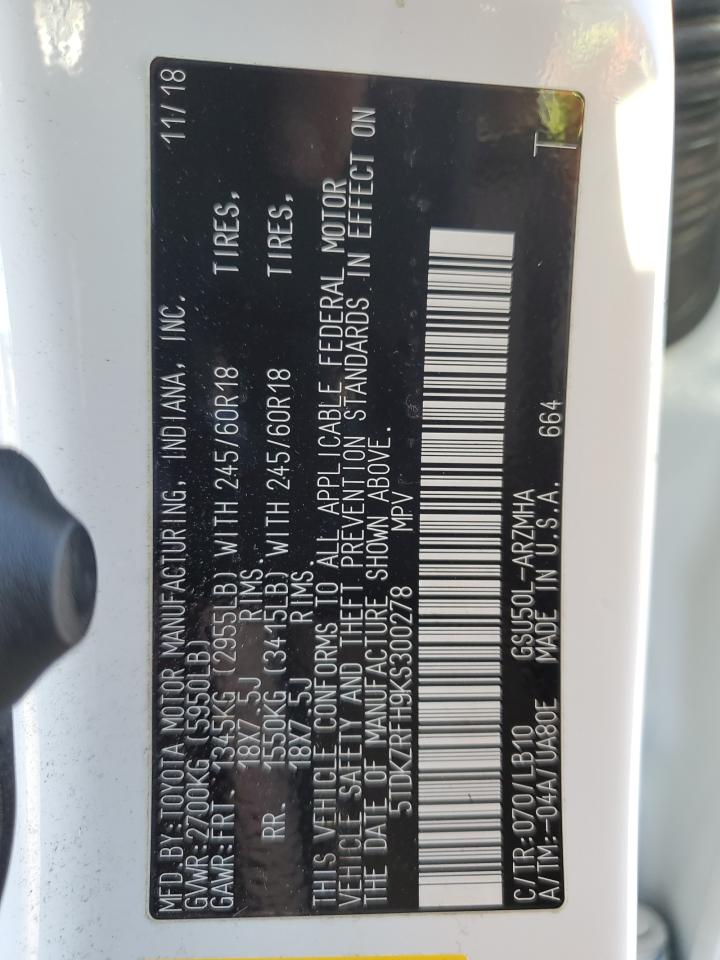 MFD.BY:TOYOTA MOTOR MANUFACTURING, INDIANA, INC. 11/18
GVWR:2700KG (5950LB)
GAWR:FRT. 1345KG (2955LB) WITH 245/60R18 TIRES,
18X7.5J RIMS.
RR. 1550KG (3415LB) WITH 245/60R18 TIRES,
18X7.5J RIMS
THIS VEHICLE CONFORMS TO ALL APPLICABLE FEDERAL MOTOR
VEHICLE SAFETY AND THEFT PREVENTION STANDARDS IN EFFECT ON
THE DATE OF MANUFACTURE SHOWN ABOVE.
5TDKZRFH9KS300278 MPV
C/TR:070/LB10 GSU50L-ARZMHA
A/TM:-04A/UA80E MADE IN U.S.A. 664 T